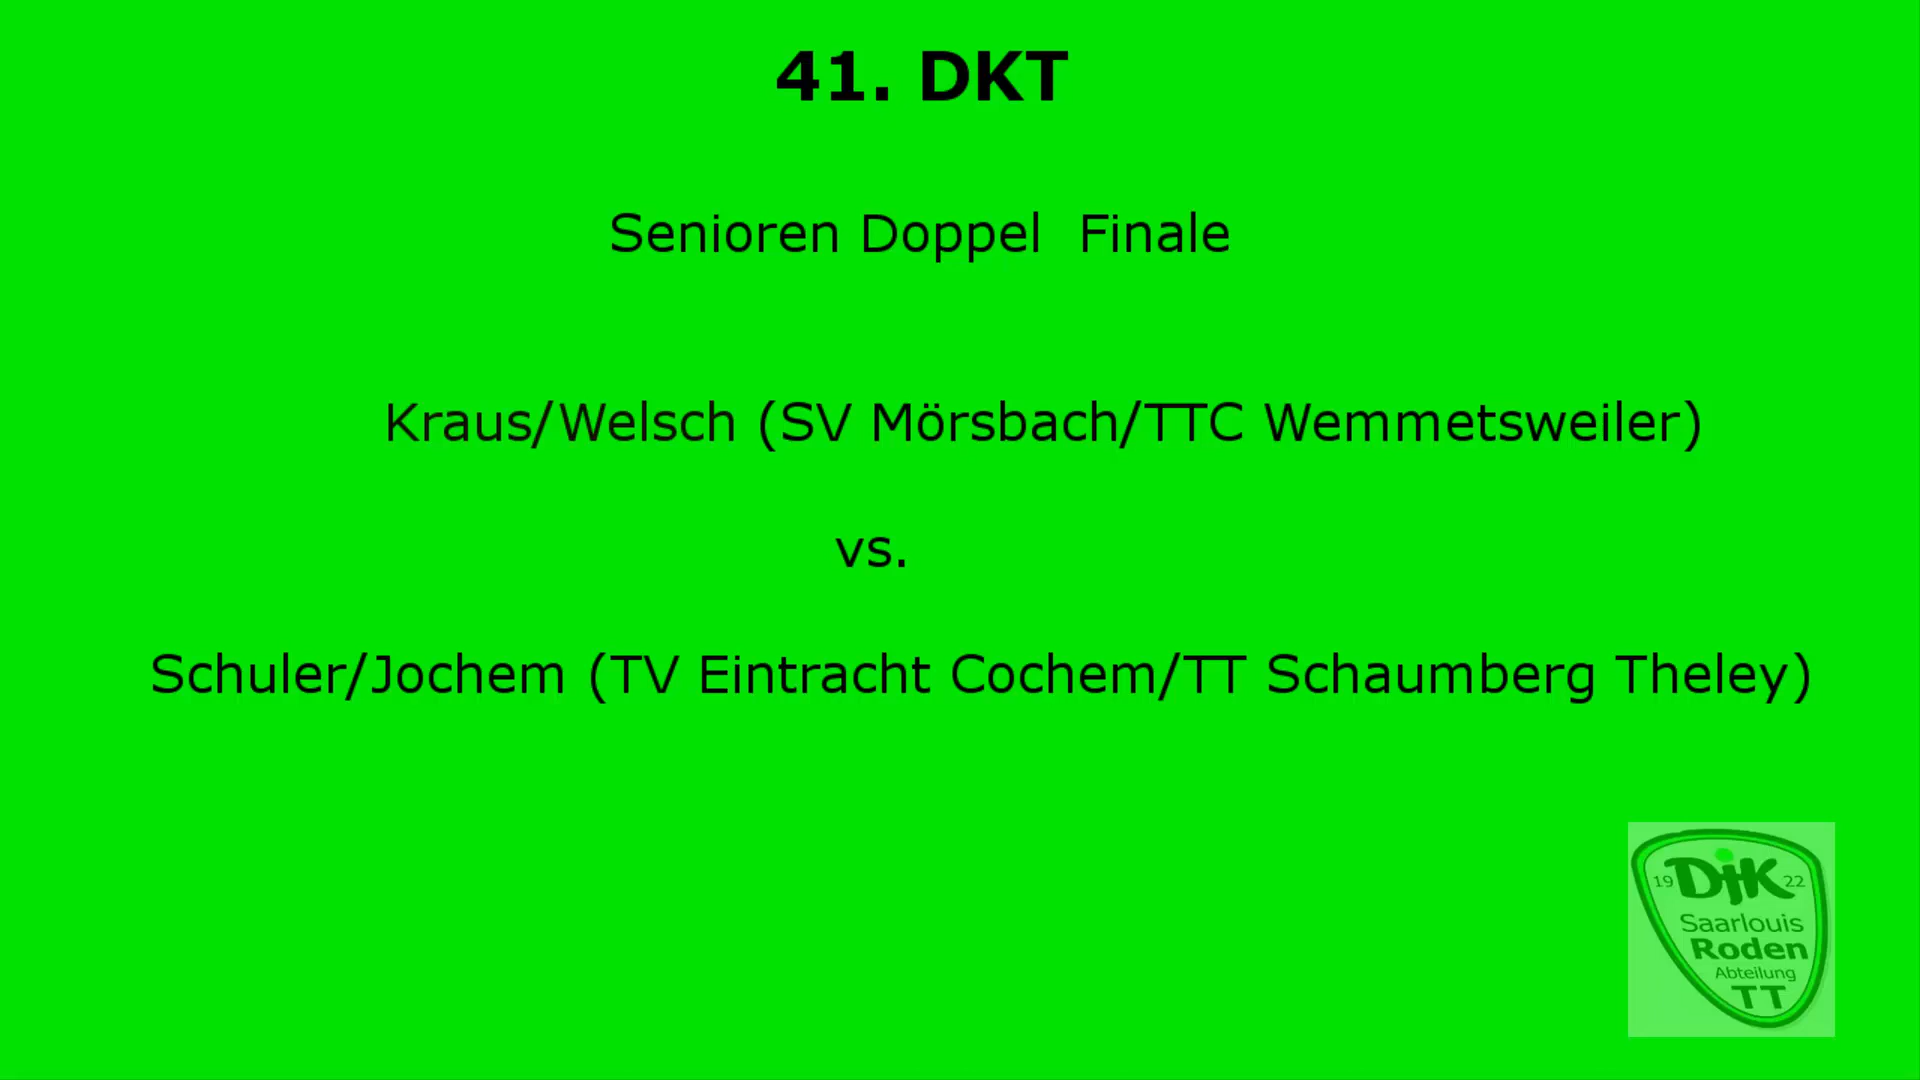 41. DKT
Senioren Doppel Finale
Kraus/Welsch (SV Mörsbach/TTC Wemmetsweiler)
vs.
Schuler/Jochem (TV Eintracht Cochem/TT Schaumberg Theley)
19 DJK 22
Saarlouis
Roden
Abteilung
TT